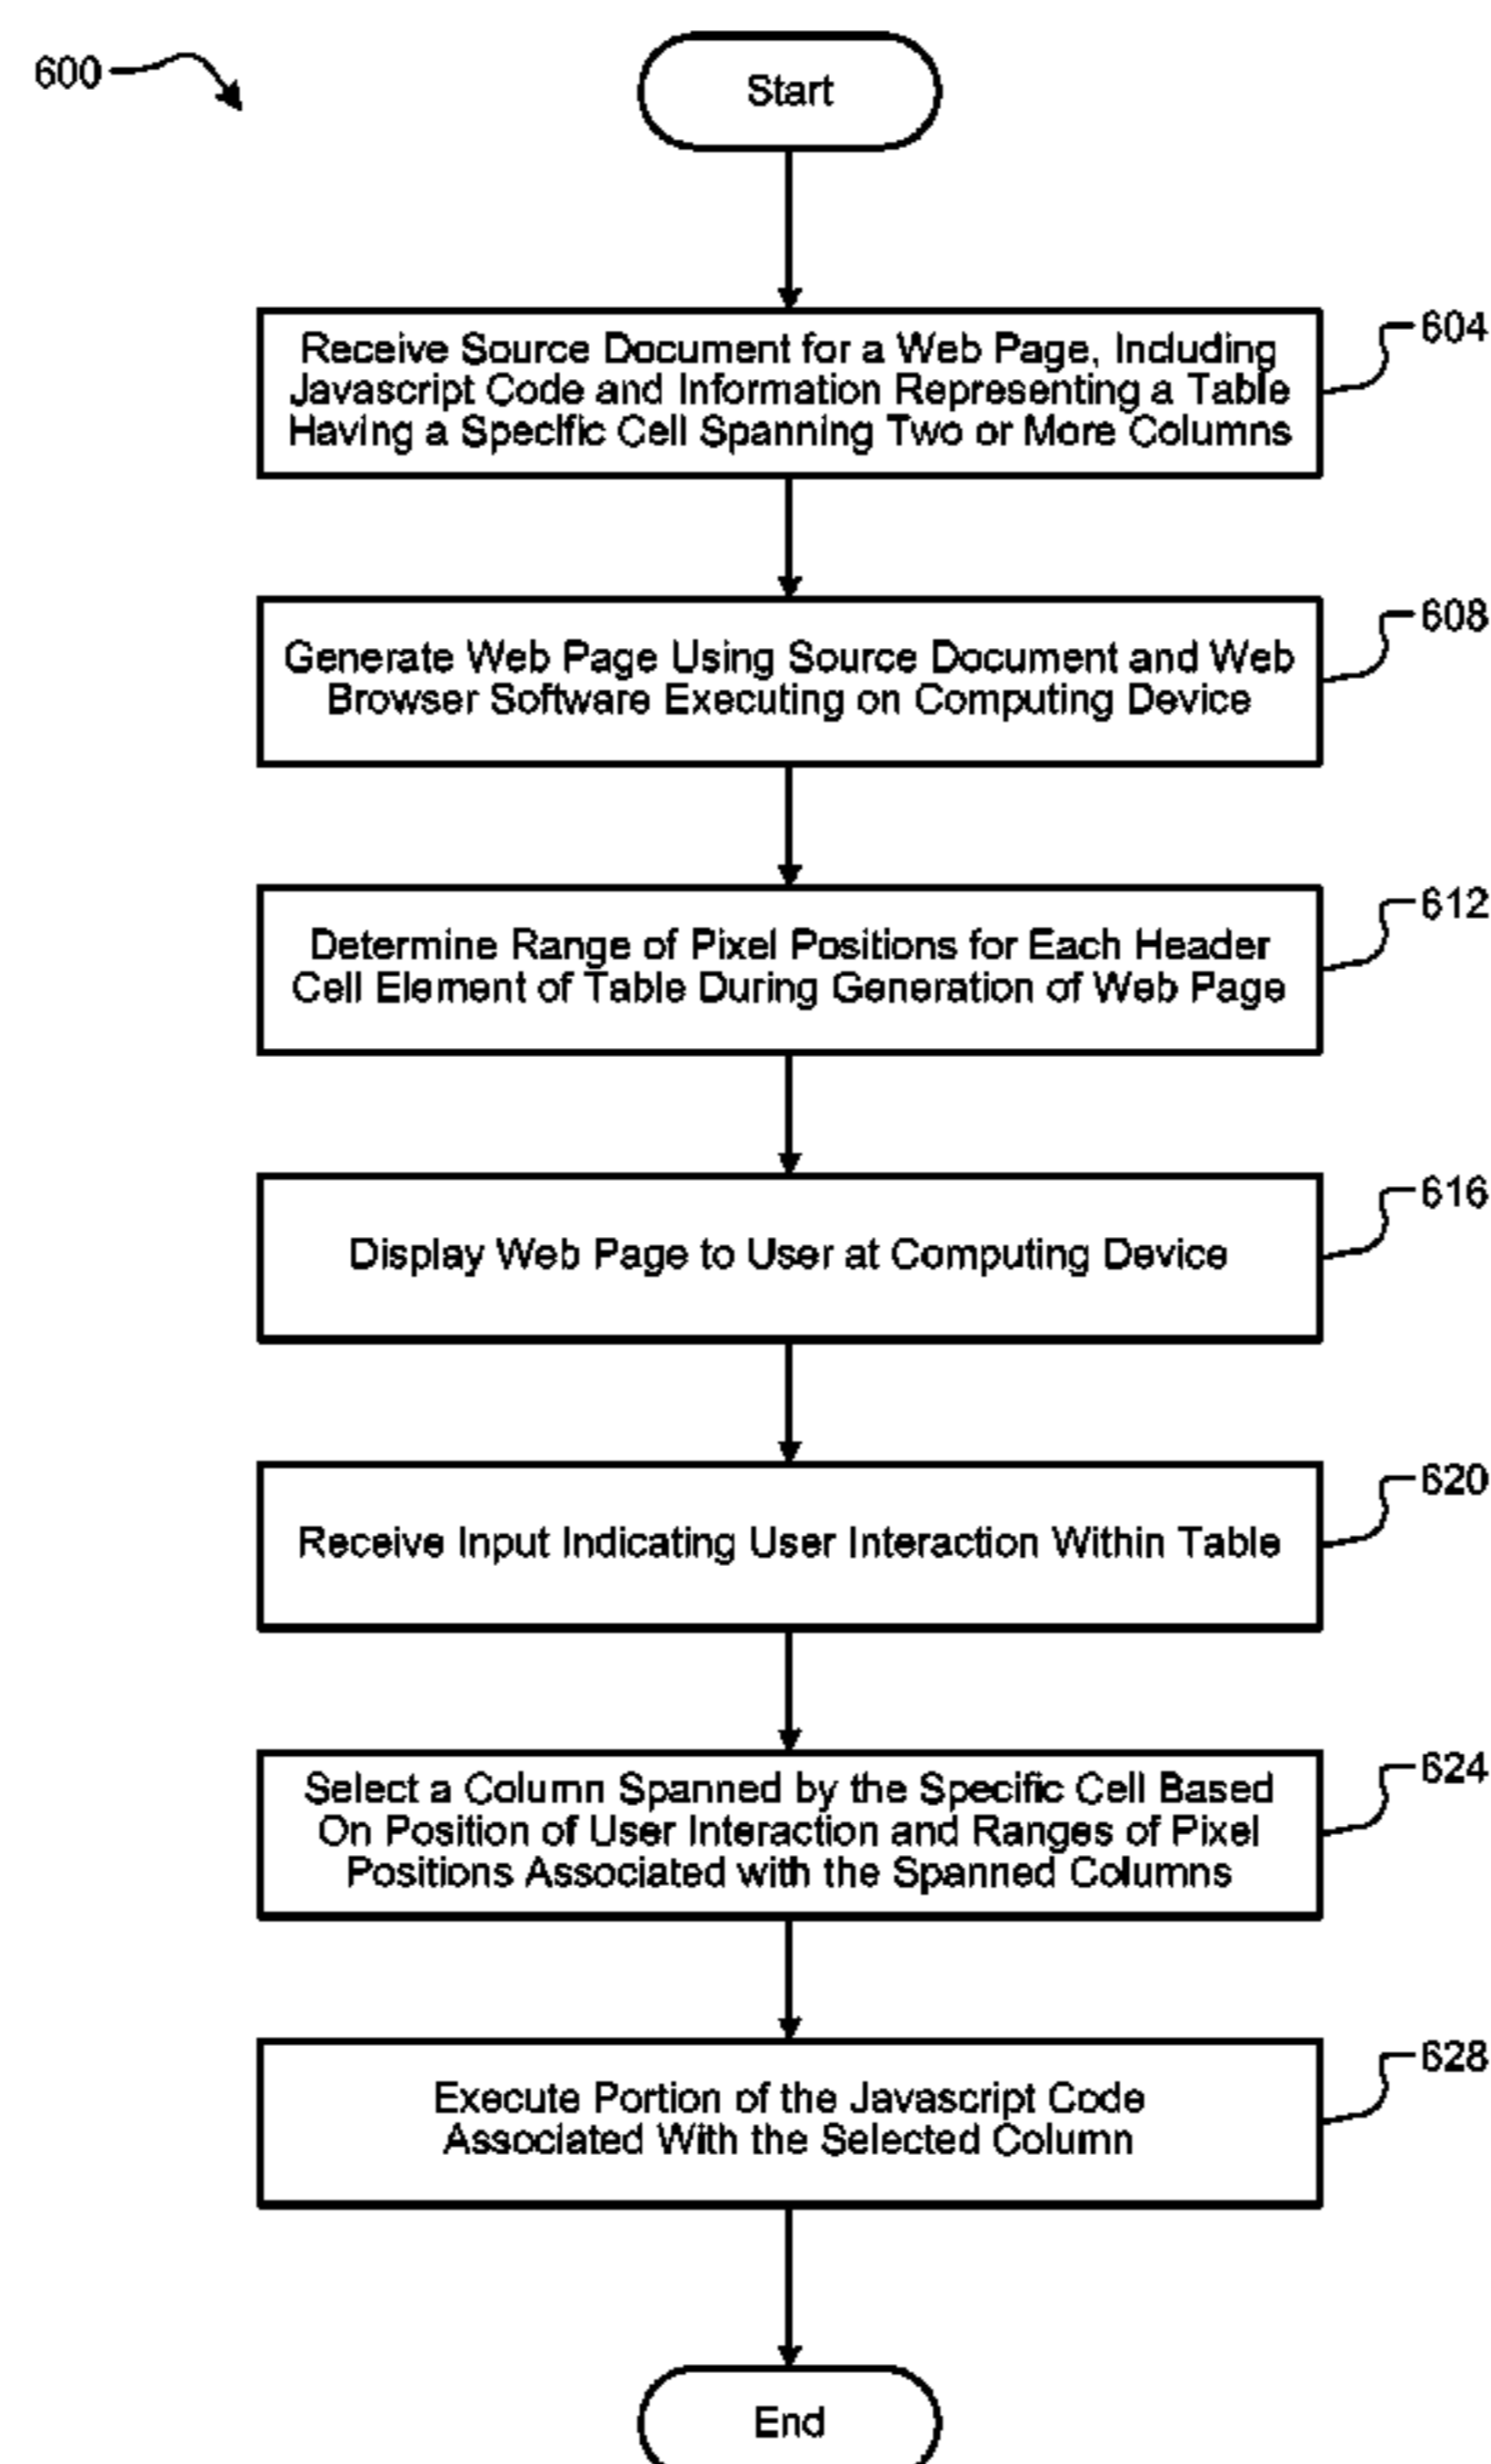 600
Start
Receive Source Document for a Web Page, Including
Javascript Code and Information Representing a Table
Having a Specific Cell Spanning Two or More Columns
604
Generate Web Page Using Source Document and Web
Browser Software Executing on Computing Device
608
Determine Range of Pixel Positions for Each Header
Cell Element of Table During Generation of Web Page
612
Display Web Page to User at Computing Device
616
Receive Input Indicating User Interaction Within Table
620
Select a Column Spanned by the Specific Cell Based
On Position of User Interaction and Ranges of Pixel
Positions Associated with the Spanned Columns
624
Execute Portion of the Javascript Code
Associated With the Selected Column
628
End